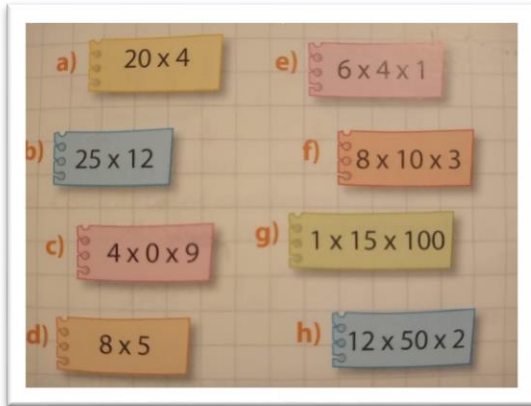 a) 20 x 4
b) 25 x 12
c) 4 x 0 x 9
d) 8 x 5
e) 6 x 4 x 1
f) 8 x 10 x 3
g) 1 x 15 x 100
h) 12 x 50 x 2